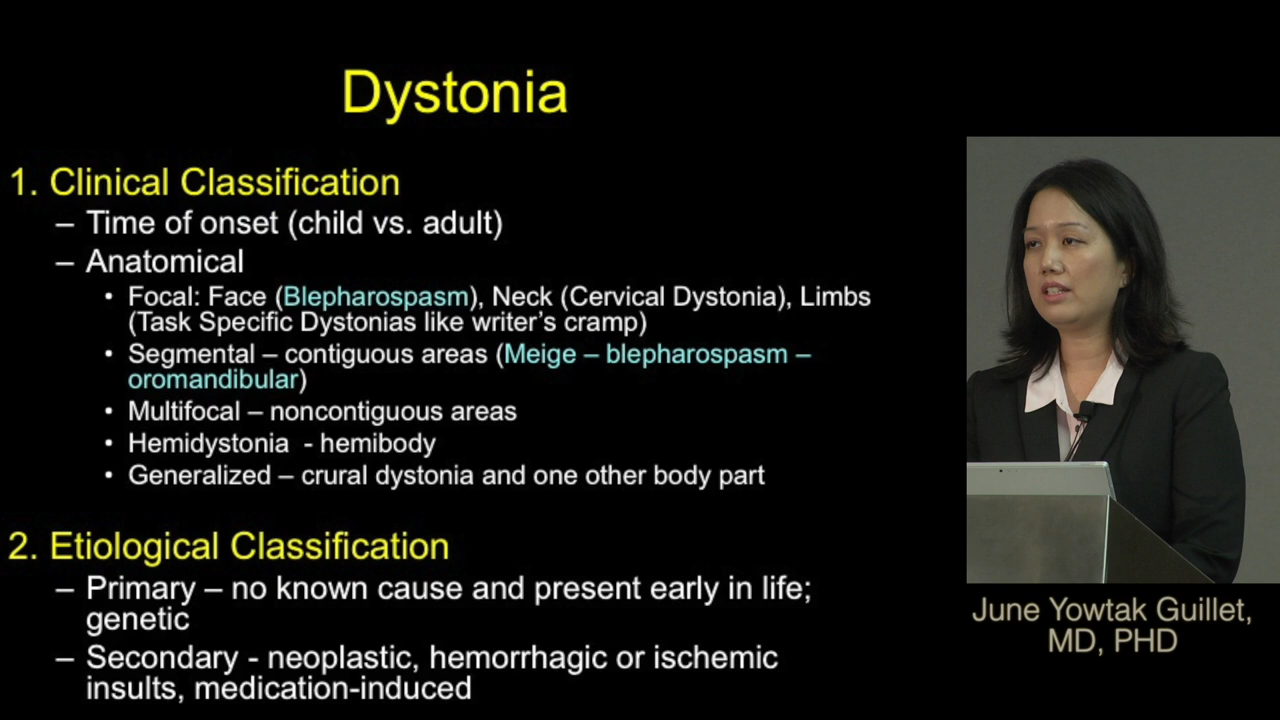 Dystonia
1. Clinical Classification
– Time of onset (child vs. adult)
– Anatomical
• Focal: Face (Blepharospasm), Neck (Cervical Dystonia), Limbs
(Task Specific Dystonias like writer’s cramp)
• Segmental – contiguous areas (Meige – blepharospasm –
oromandibular)
• Multifocal – noncontiguous areas
• Hemidystonia  - hemibody
• Generalized – crural dystonia and one other body part
2. Etiological Classification
– Primary – no known cause and present early in life;
genetic
– Secondary - neoplastic, hemorrhagic or ischemic
insults, medication-induced
June Yowtak Guillet,
MD, PHD